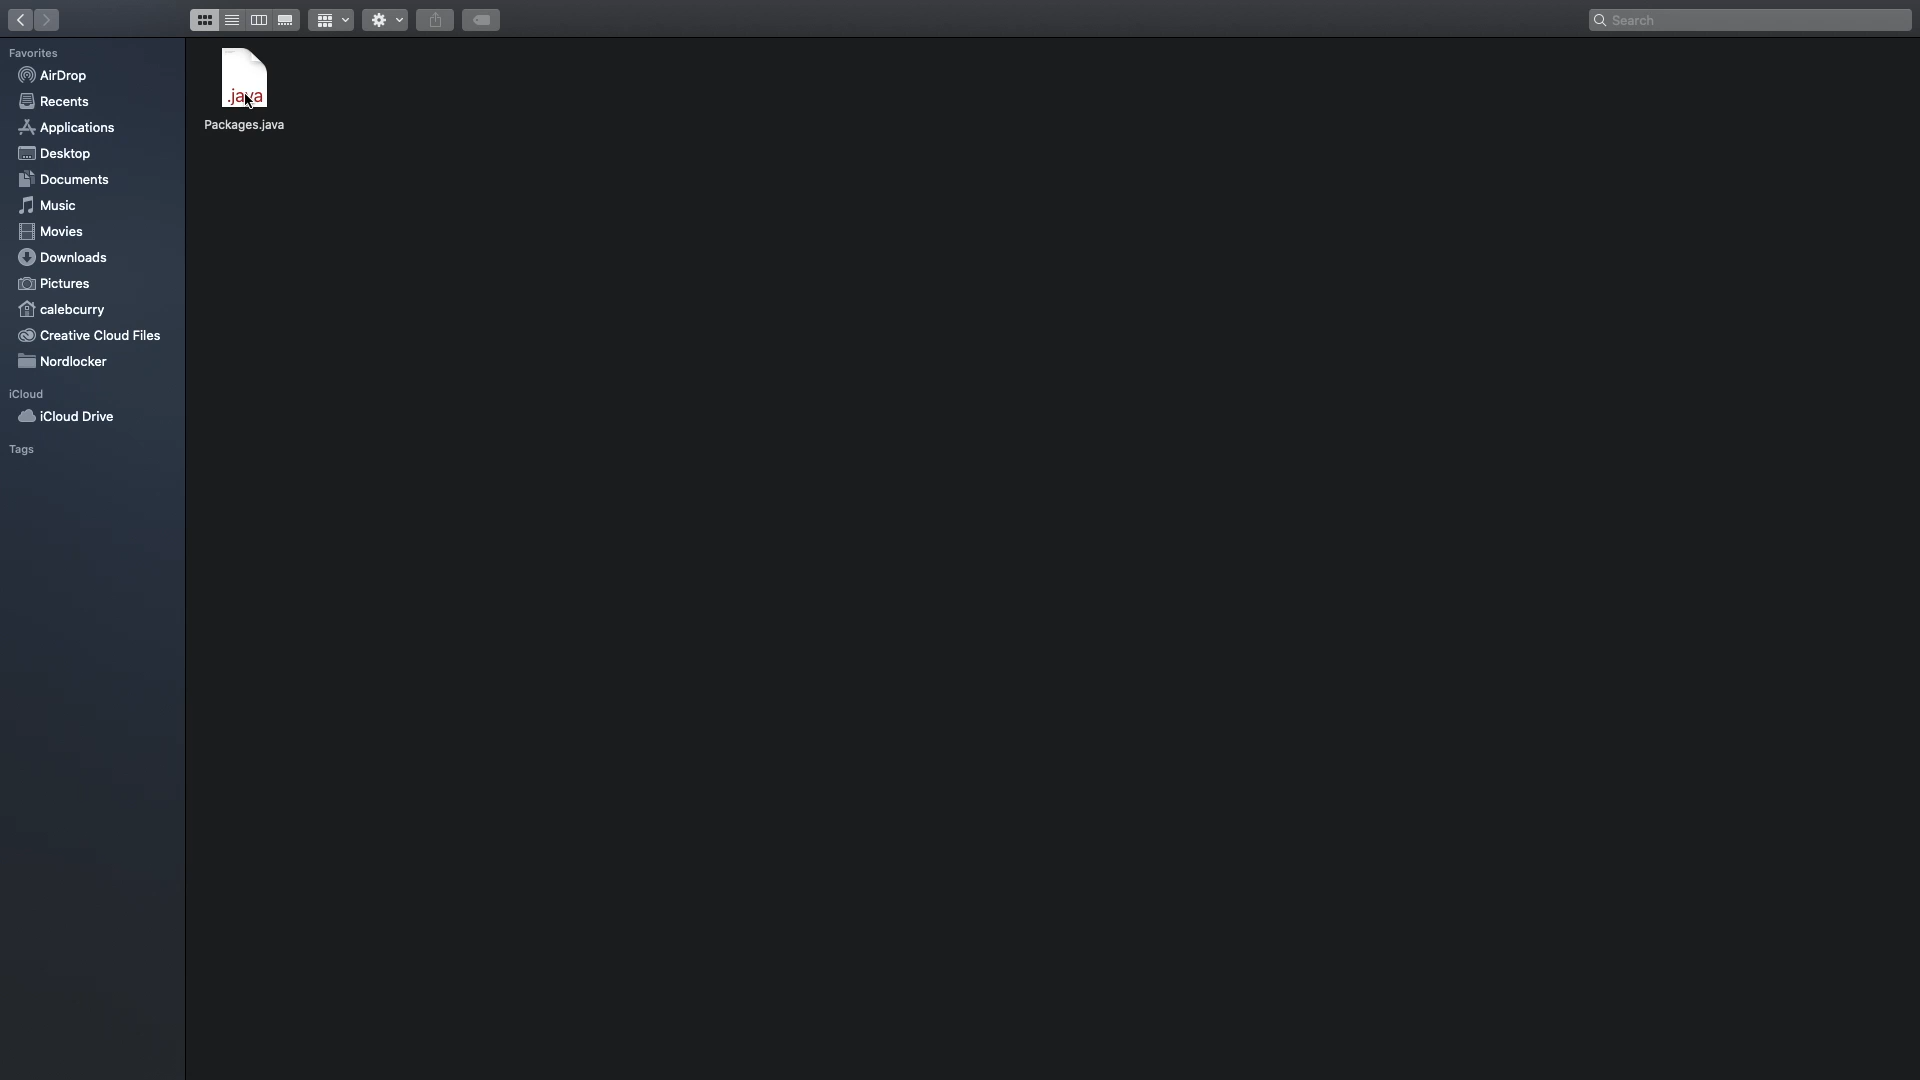 Search
Favorites
AirDrop
Recents
Applications
Desktop
Documents
Music
Movies
Downloads
Pictures
calebcurry
Creative Cloud Files
Nordlocker
iCloud
iCloud Drive
Tags
.java
Packages.java